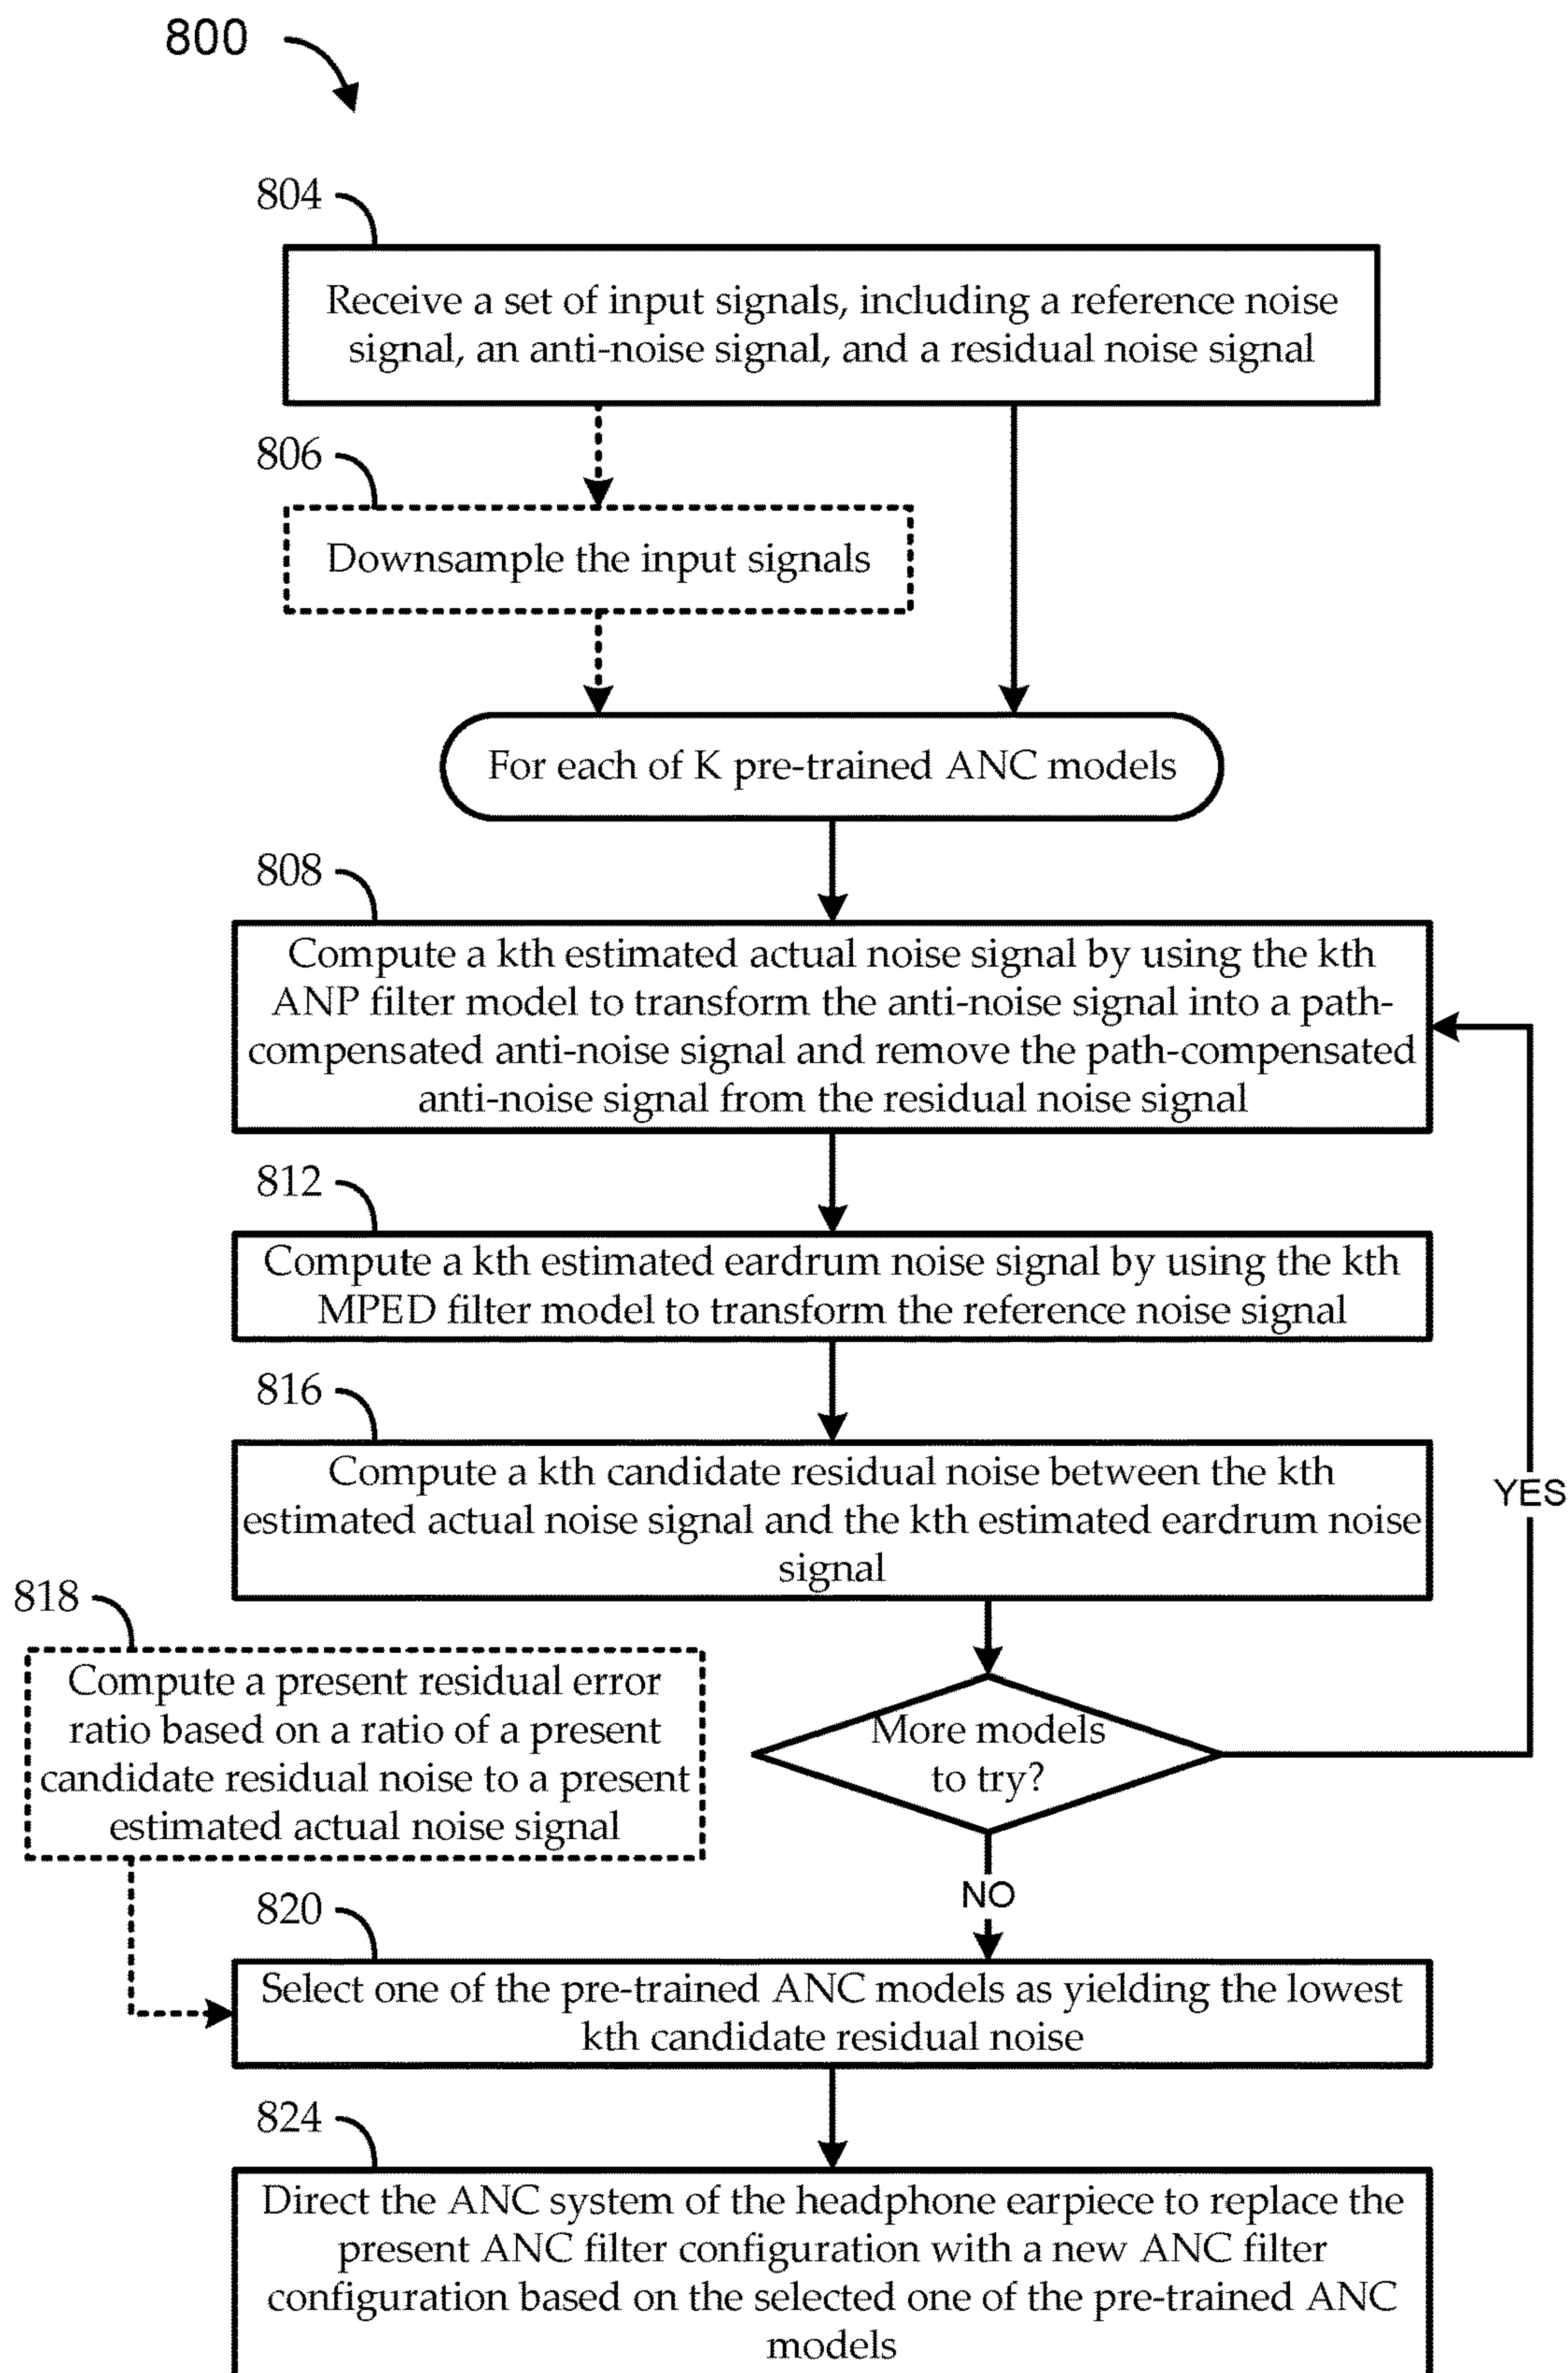 800
804
Receive a set of input signals, including a reference noise
signal, an anti-noise signal, and a residual noise signal
806
Downsample the input signals
For each of K pre-trained ANC models
808
Compute a kth estimated actual noise signal by using the kth
ANP filter model to transform the anti-noise signal into a path-
compensated anti-noise signal and remove the path-compensated
anti-noise signal from the residual noise signal
812
Compute a kth estimated eardrum noise signal by using the kth
MPED filter model to transform the reference noise signal
816
Compute a kth candidate residual noise between the kth
estimated actual noise signal and the kth estimated eardrum noise
signal
YES
818
Compute a present residual error
ratio based on a ratio of a present
candidate residual noise to a present
estimated actual noise signal
More models
to try?
NO
820
Select one of the pre-trained ANC models as yielding the lowest
kth candidate residual noise
824
Direct the ANC system of the headphone earpiece to replace the
present ANC filter configuration with a new ANC filter
configuration based on the selected one of the pre-trained ANC
models